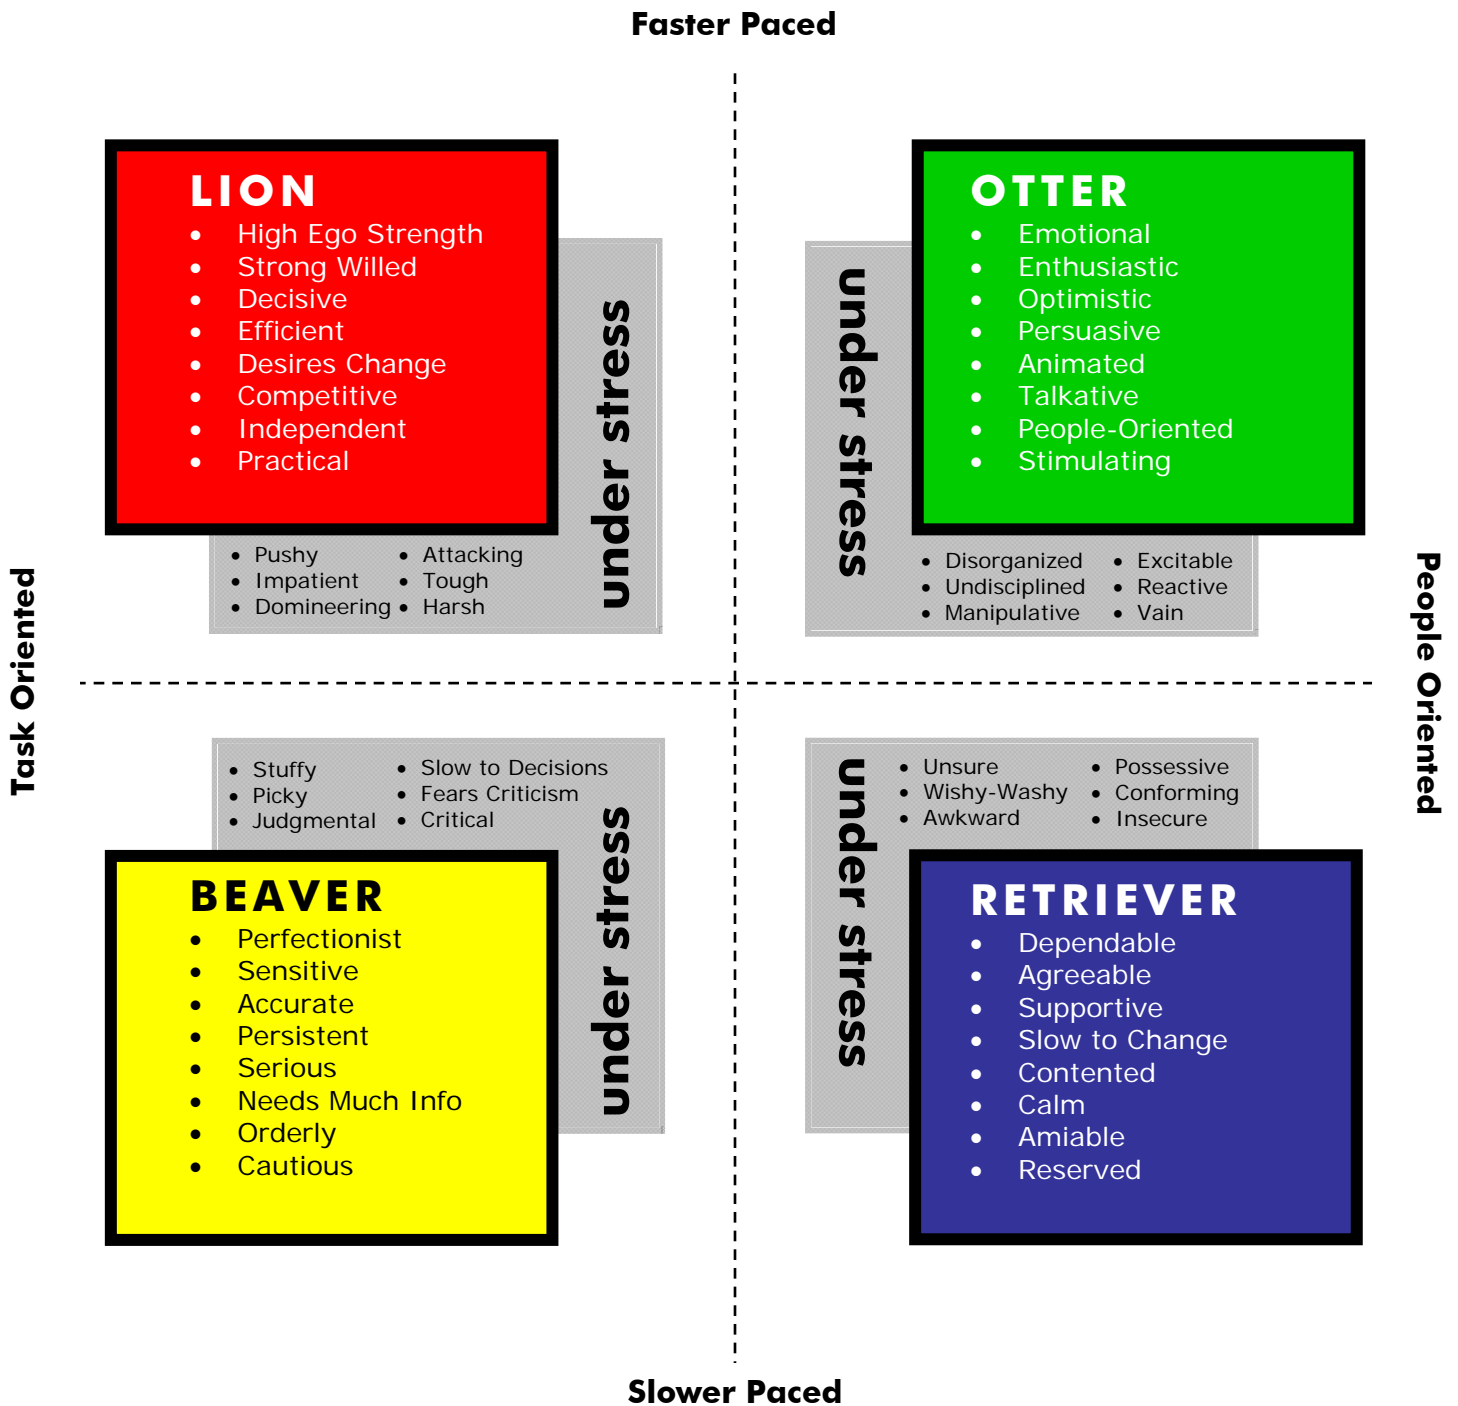 Faster Paced
LION
• High Ego Strength
• Strong Willed
• Decisive
• Efficient
• Desires Change
• Competitive
• Independent
• Practical
under stress
• Pushy
• Impatient
• Domineering
• Attacking
• Tough
• Harsh
OTTER
• Emotional
• Enthusiastic
• Optimistic
• Persuasive
• Animated
• Talkative
• People-Oriented
• Stimulating
under stress
• Disorganized
• Undisciplined
• Manipulative
• Excitable
• Reactive
• Vain
Task Oriented
People Oriented
• Stuffy
• Picky
• Judgmental
• Slow to Decisions
• Fears Criticism
• Critical
under stress
BEAVER
• Perfectionist
• Sensitive
• Accurate
• Persistent
• Serious
• Needs Much Info
• Orderly
• Cautious
under stress
• Unsure
• Wishy-Washy
• Awkward
• Possessive
• Conforming
• Insecure
RETRIEVER
• Dependable
• Agreeable
• Supportive
• Slow to Change
• Contented
• Calm
• Amiable
• Reserved
Slower Paced